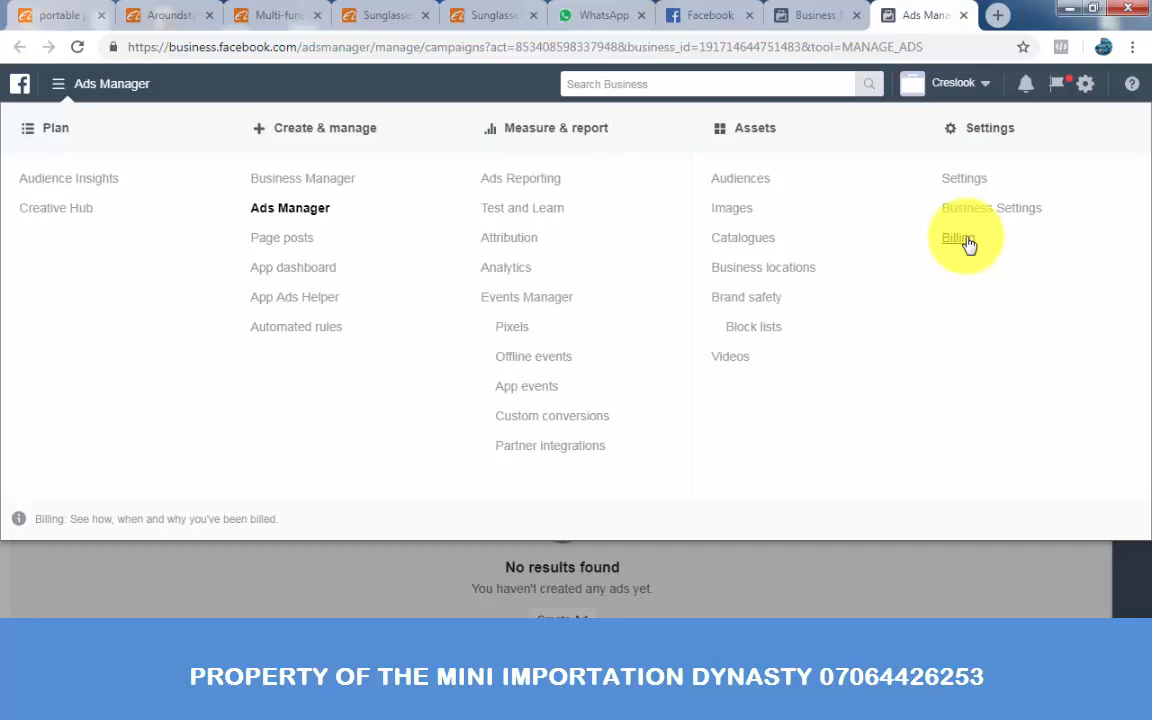 portable
Aroundst
Multi-fun
Sunglasse
Sunglasse
WhatsApp
Facebook
Business
Ads Mana
https://business.facebook.com/adsmanager/manage/campaigns?act=853408598337948&business_id=191714644751483&tool=MANAGE_ADS
Ads Manager
Search Business
Creslook
Plan
Create & manage
Measure & report
Assets
Settings
Audience Insights
Business Manager
Ads Reporting
Audiences
Settings
Creative Hub
Ads Manager
Test and Learn
Images
Business Settings
Page posts
Attribution
Catalogues
Billing
App dashboard
Analytics
Business locations
App Ads Helper
Events Manager
Brand safety
Automated rules
Pixels
Block lists
Offline events
Videos
App events
Custom conversions
Partner integrations
Billing: See how, when and why you've been billed.
No results found
You haven't created any ads yet.
PROPERTY OF THE MINI IMPORTATION DYNASTY 07064426253